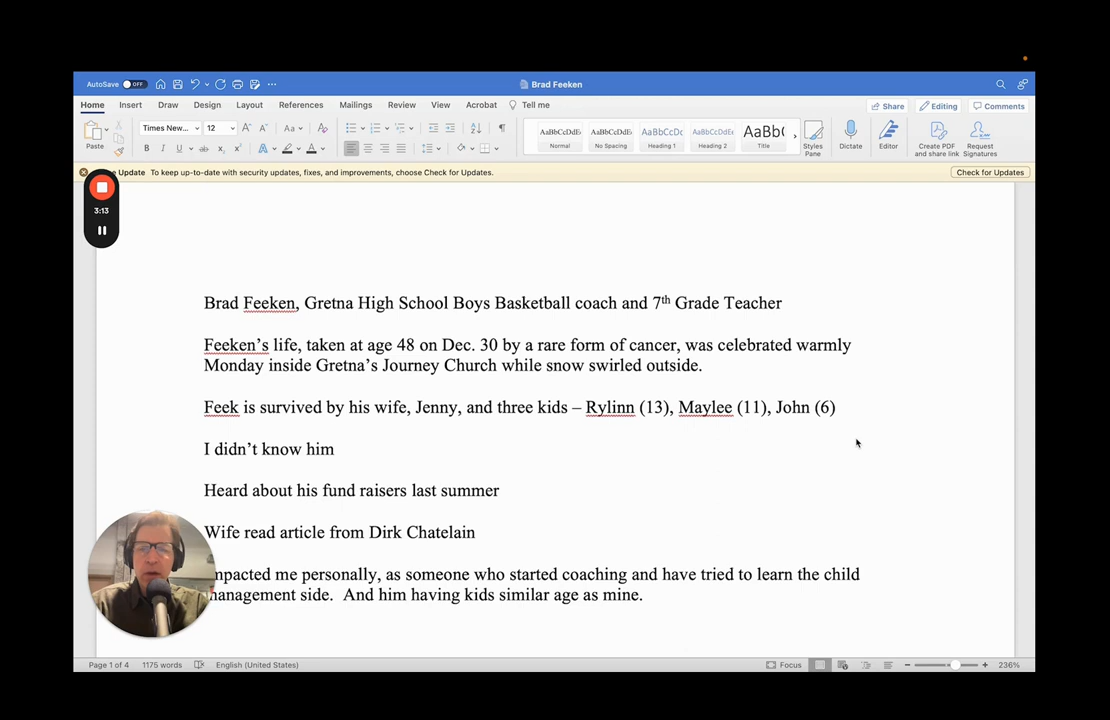 AutoSave OFF
Brad Feeken
Home Insert Draw Design Layout References Mailings Review View Acrobat Tell me
Share Editing Comments
Times New... 12
Paste
AaBbCcDdEe AaBbCcDdEe AaBbCcDc AaBbCcDdEe AaBb(
Normal No Spacing Heading 1 Heading 2 Title
Styles Pane
Dictate
Editor
Create PDF and share link
Request Signatures
Update To keep up-to-date with security updates, fixes, and improvements, choose Check for Updates.
Check for Updates
3:13
Brad Feeken, Gretna High School Boys Basketball coach and 7th Grade Teacher
Feeken's life, taken at age 48 on Dec. 30 by a rare form of cancer, was celebrated warmly
Monday inside Gretna's Journey Church while snow swirled outside.
Feek is survived by his wife, Jenny, and three kids – Rylinn (13), Maylee (11), John (6)
I didn't know him
Heard about his fund raisers last summer
Wife read article from Dirk Chatelain
mpacted me personally, as someone who started coaching and have tried to learn the child
management side. And him having kids similar age as mine.
Page 1 of 4 1175 words English (United States)
Focus
236%